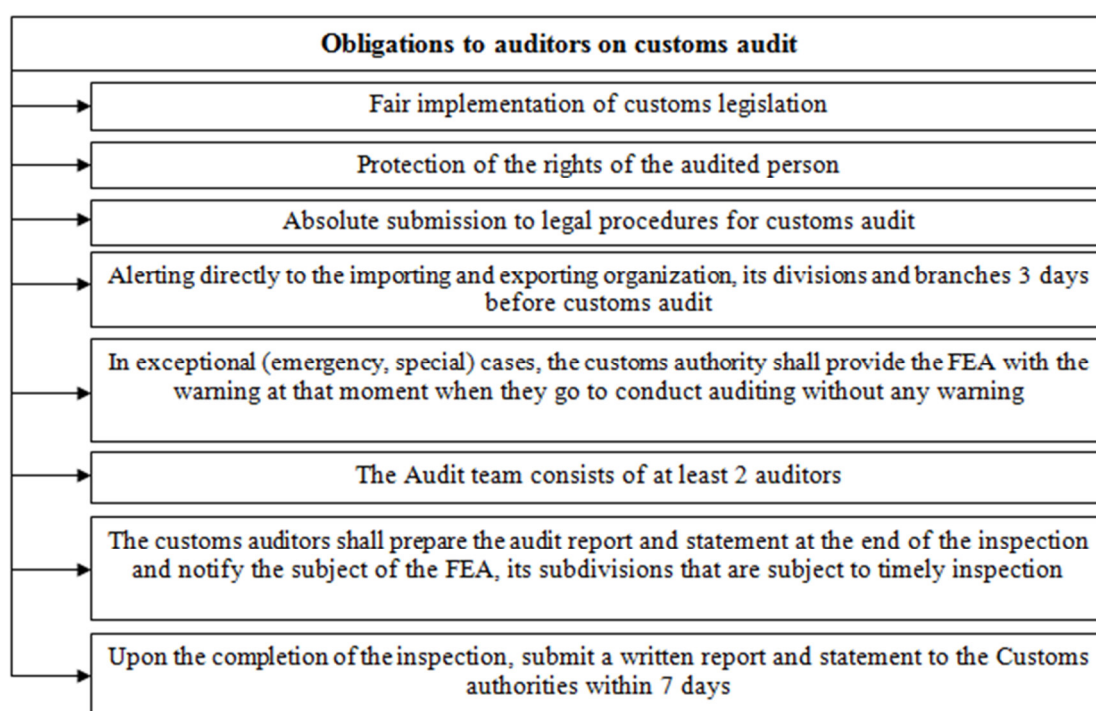 Obligations to auditors on customs audit
Fair implementation of customs legislation
Protection of the rights of the audited person
Absolute submission to legal procedures for customs audit
Alerting directly to the importing and exporting organization, its divisions and branches 3 days
before customs audit
In exceptional (emergency, special) cases, the customs authority shall provide the FEA with the
warning at that moment when they go to conduct auditing without any warning
The Audit team consists of at least 2 auditors
The customs auditors shall prepare the audit report and statement at the end of the inspection
and notify the subject of the FEA, its subdivisions that are subject to timely inspection
Upon the completion of the inspection, submit a written report and statement to the Customs
authorities within 7 days